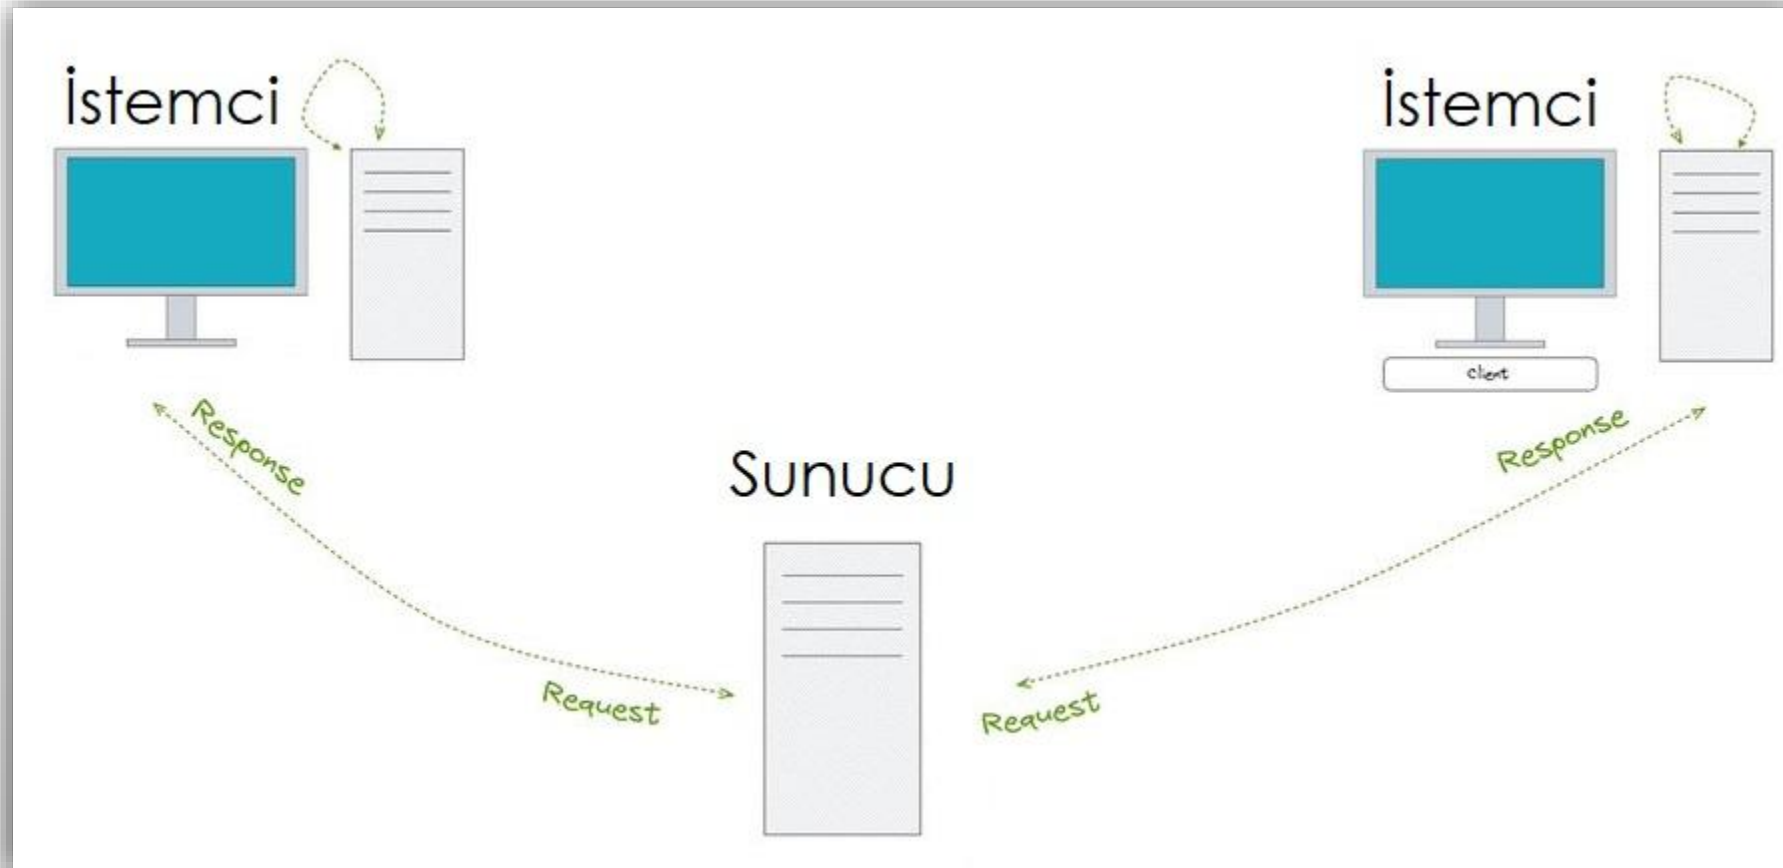 İstemci
İstemci
client
Response
Response
Sunucu
Request
Request